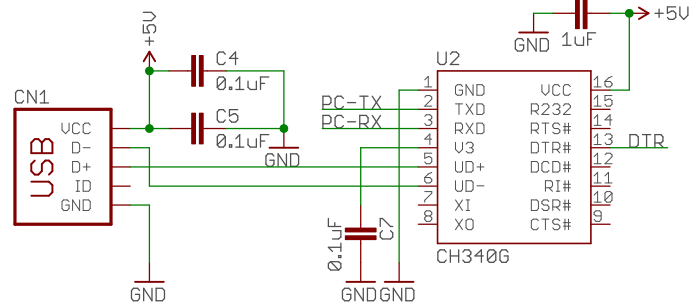 +5V
C4
0.1uF
C5
0.1uF
GND
CN1
USB
VCC
D-
D+
ID
GND
GND
PC-TX
PC-RX
0.1uF
C7
GND
GND
U2
1 GND VCC 16
2 TXD R232 15
3 RXD RTS# 14
4 V3 DTR# 13 DTR
5 UD+ DCD# 12
6 UD- RI# 11
7 XI DSR# 10
8 XO CTS# 9
CH340G
GND
1uF
+5V